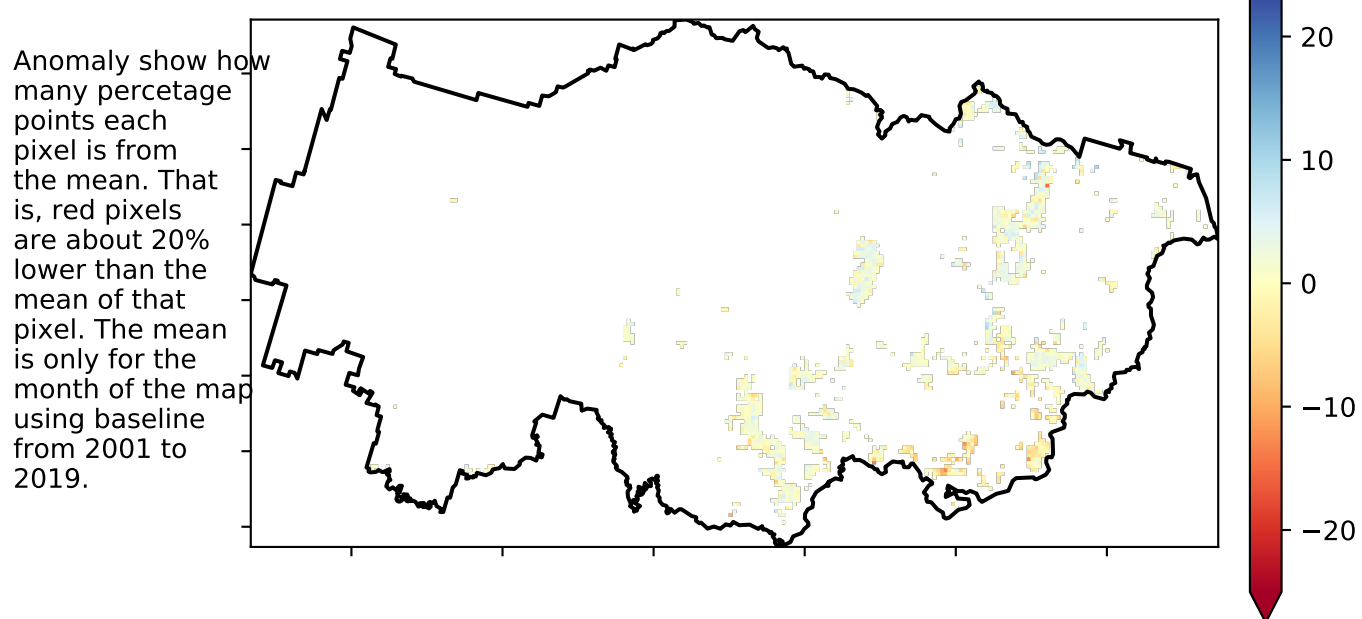 Anomaly show how
many percetage
points each
pixel is from
the mean. That
is, red pixels
are about 20%
lower than the
mean of that
pixel. The mean
is only for the
month of the map
using baseline
from 2001 to
2019.
20
10
0
−10
−20